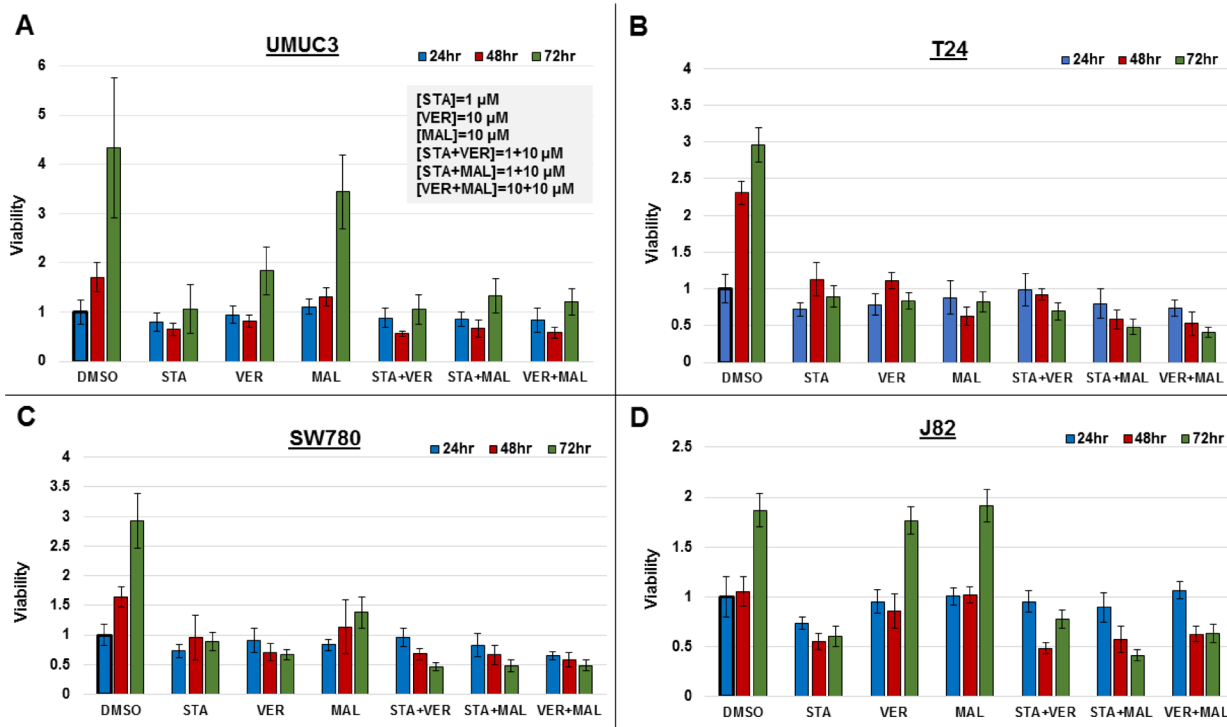 A
UMUC3
24hr 48hr 72hr
[STA]=1 µM
[VER]=10 µM
[MAL]=10 µM
[STA+VER]=1+10 µM
[STA+MAL]=1+10 µM
[VER+MAL]=10+10 µM
Viability
6
5
4
3
2
1
0
DMSO STA VER MAL STA+VER STA+MAL VER+MAL
B
T24
24hr 48hr 72hr
Viability
4
3.5
3
2.5
2
1.5
1
0.5
0
DMSO STA VER MAL STA+VER STA+MAL VER+MAL
C
SW780
24hr 48hr 72hr
Viability
4
3.5
3
2.5
2
1.5
1
0.5
0
DMSO STA VER MAL STA+VER STA+MAL VER+MAL
D
J82
24hr 48hr 72hr
Viability
2.5
2
1.5
1
0.5
0
DMSO STA VER MAL STA+VER STA+MAL VER+MAL